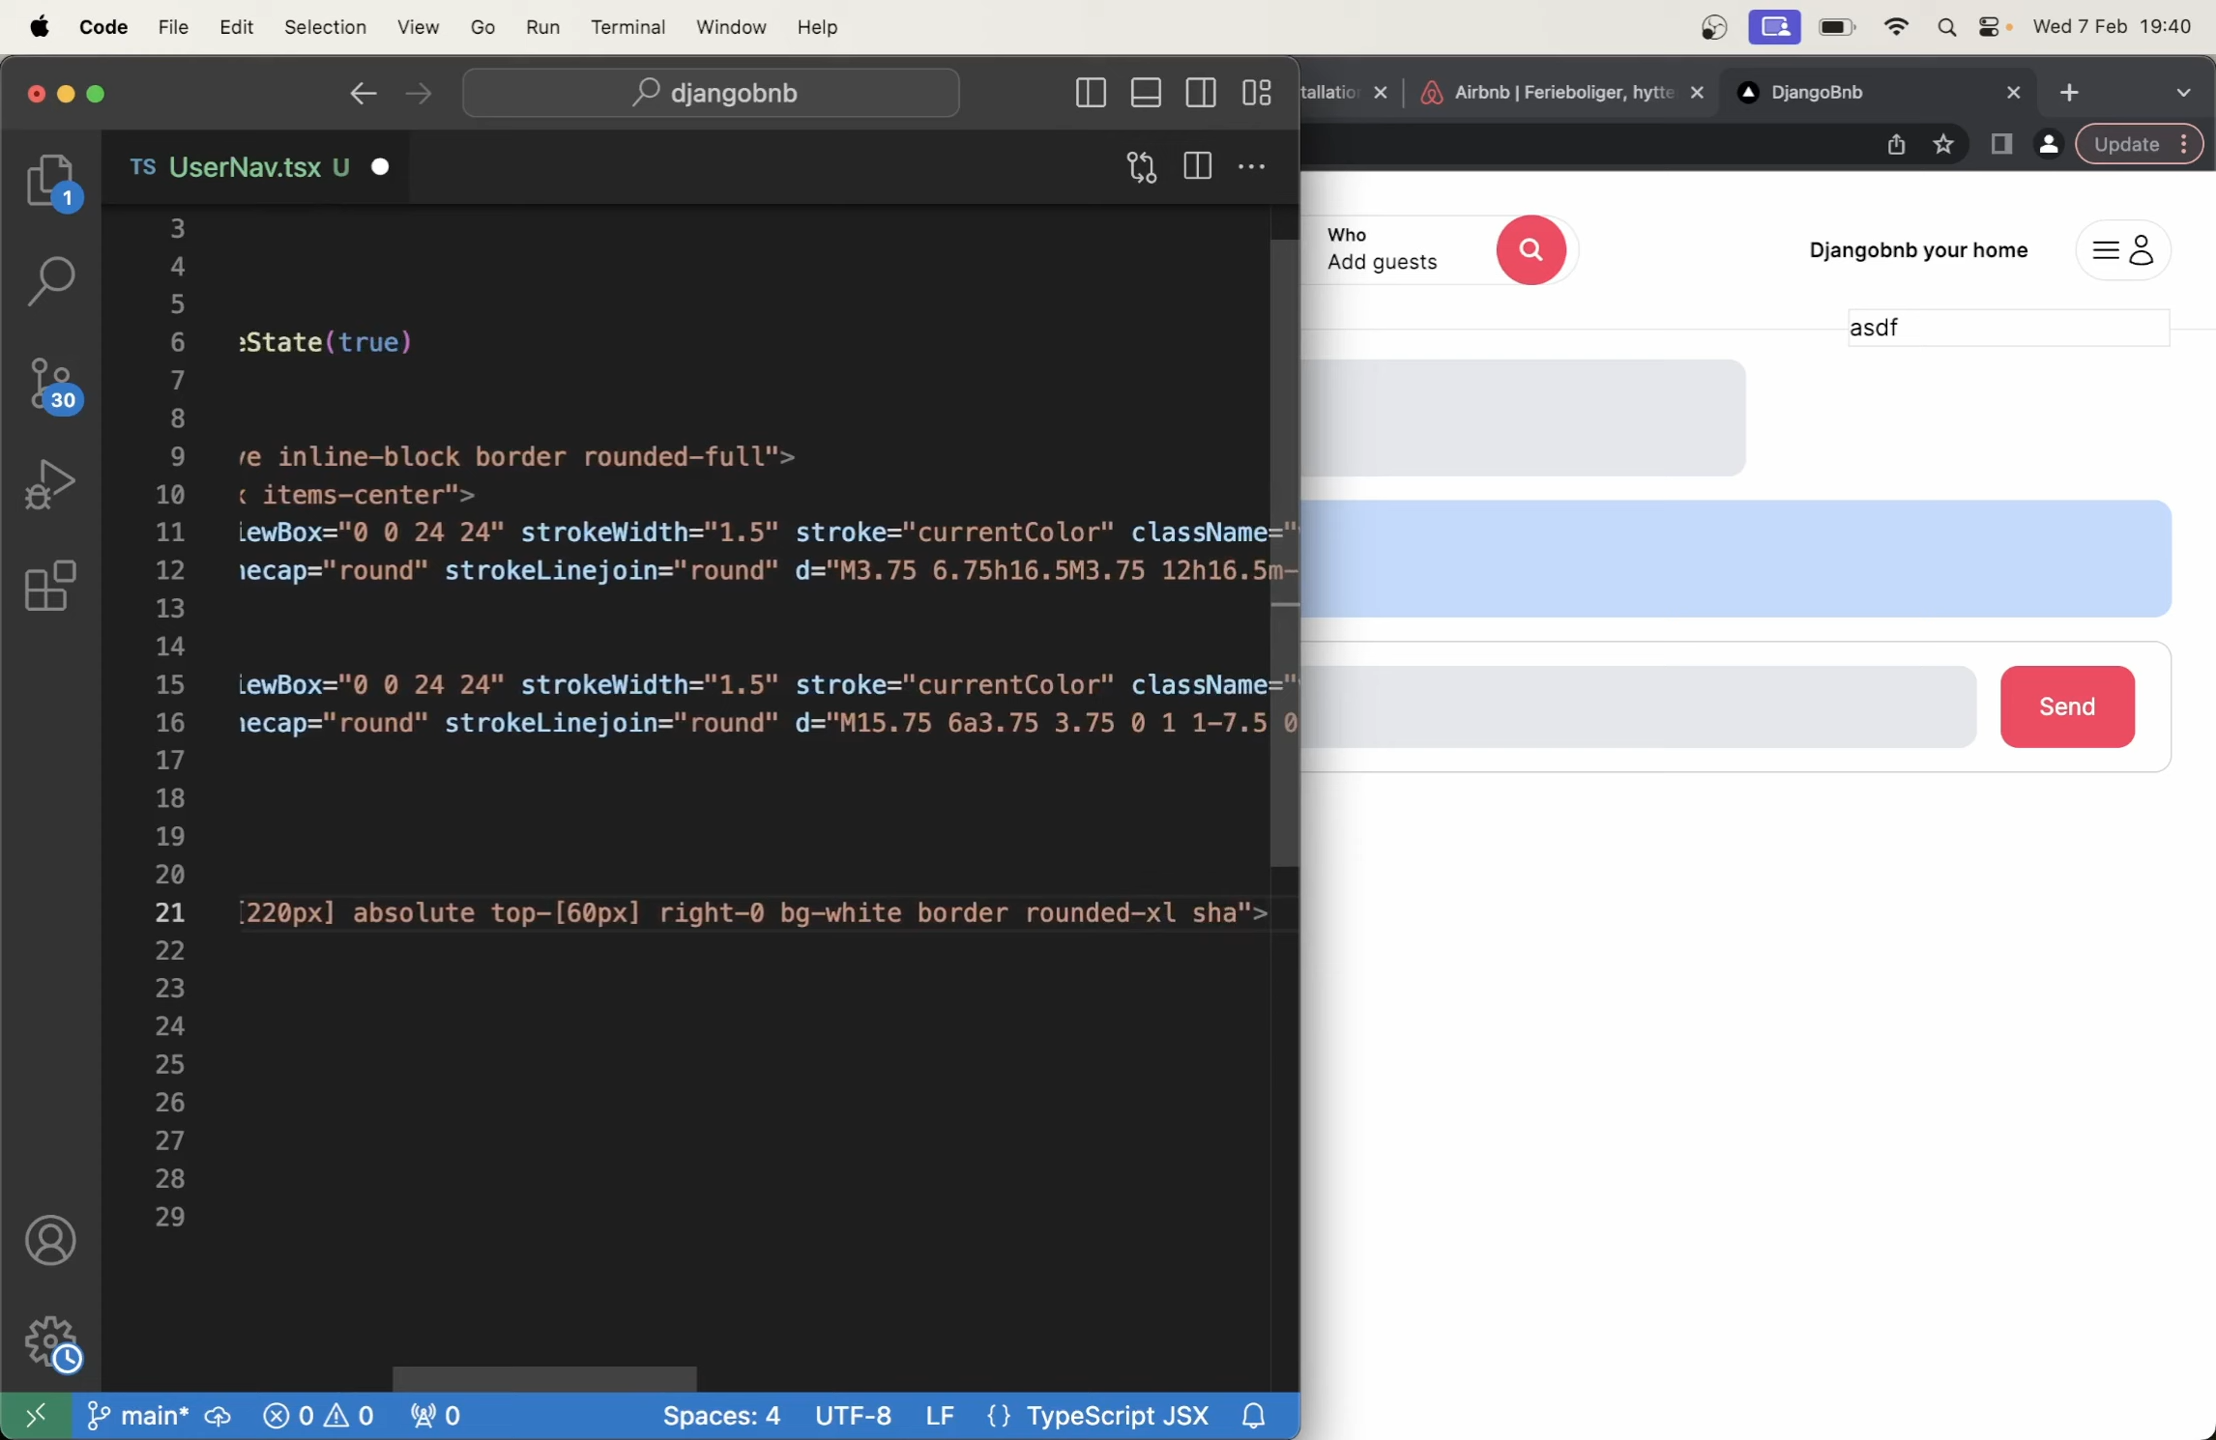 Code File Edit Selection View Go Run Terminal Window Help Wed 7 Feb 19:40
djangobnb
Airbnb | Ferieboliger, hytte
DjangoBnb
Update
TS UserNav.tsx U
1
30
3
4
5
6 eState(true)
7
8
9 ve inline-block border rounded-full">
10 x items-center">
11 iewBox="0 0 24 24" strokeWidth="1.5" stroke="currentColor" className="
12 necap="round" strokeLinejoin="round" d="M3.75 6.75h16.5M3.75 12h16.5m-
13
14
15 iewBox="0 0 24 24" strokeWidth="1.5" stroke="currentColor" className="
16 necap="round" strokeLinejoin="round" d="M15.75 6a3.75 3.75 0 1 1-7.5 0
17
18
19
20
21 [220px] absolute top-[60px] right-0 bg-white border rounded-xl sha">
22
23
24
25
26
27
28
29
main* 0 0 0 Spaces: 4 UTF-8 LF {} TypeScript JSX
Who
Add guests
Djangobnb your home
asdf
Send